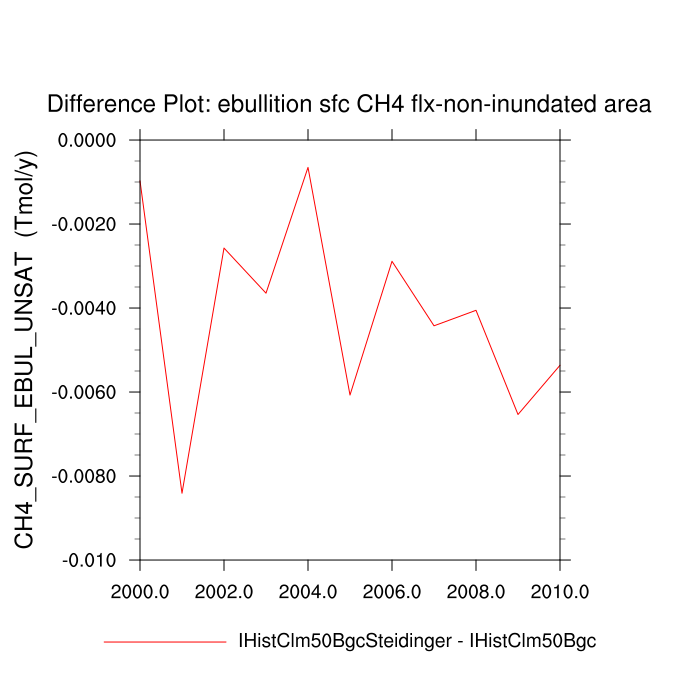 Difference Plot: ebullition sfc CH4 flx-non-inundated area
CH4_SURF_EBUL_UNSAT (Tmol/y)
0.0000
-0.0020
-0.0040
-0.0060
-0.0080
-0.010
2000.0 2002.0 2004.0 2006.0 2008.0 2010.0
IHistClm50BgcSteidinger - IHistClm50Bgc